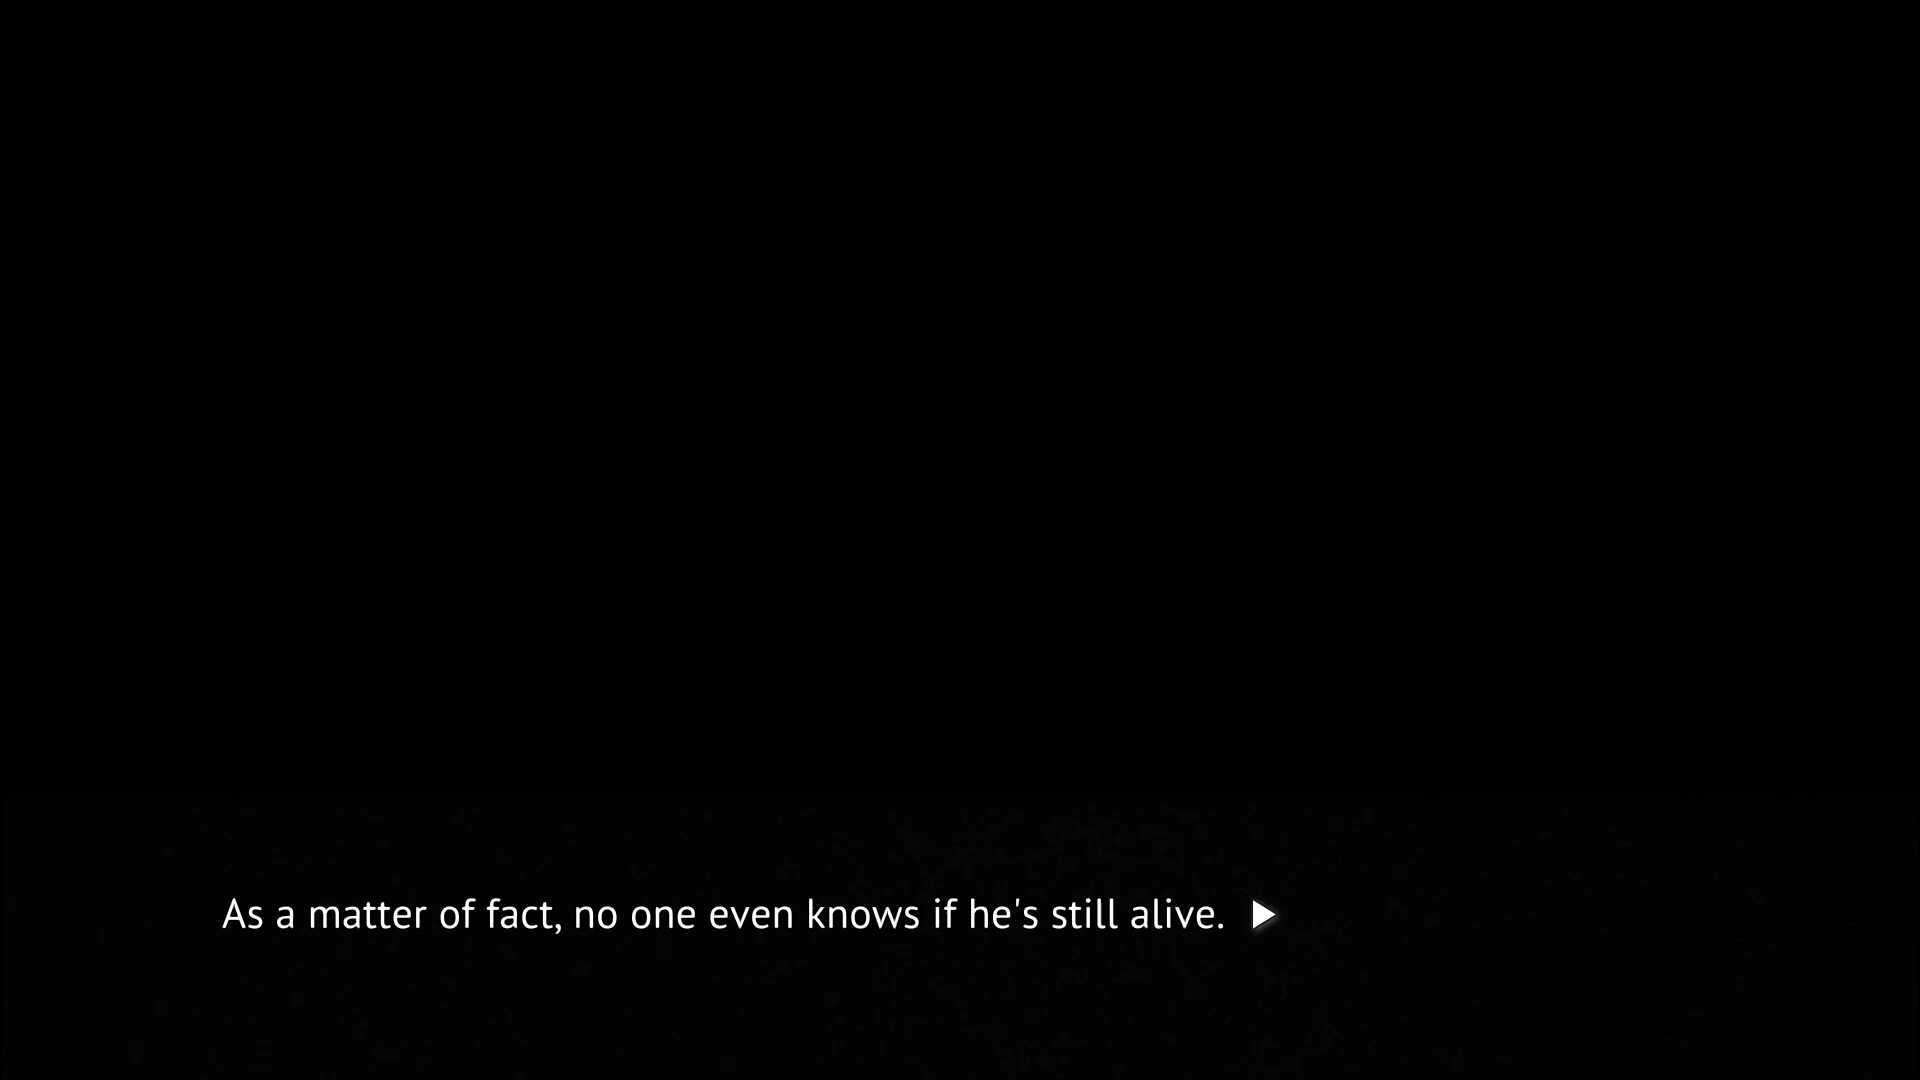 As a matter of fact, no one even knows if he's still alive.